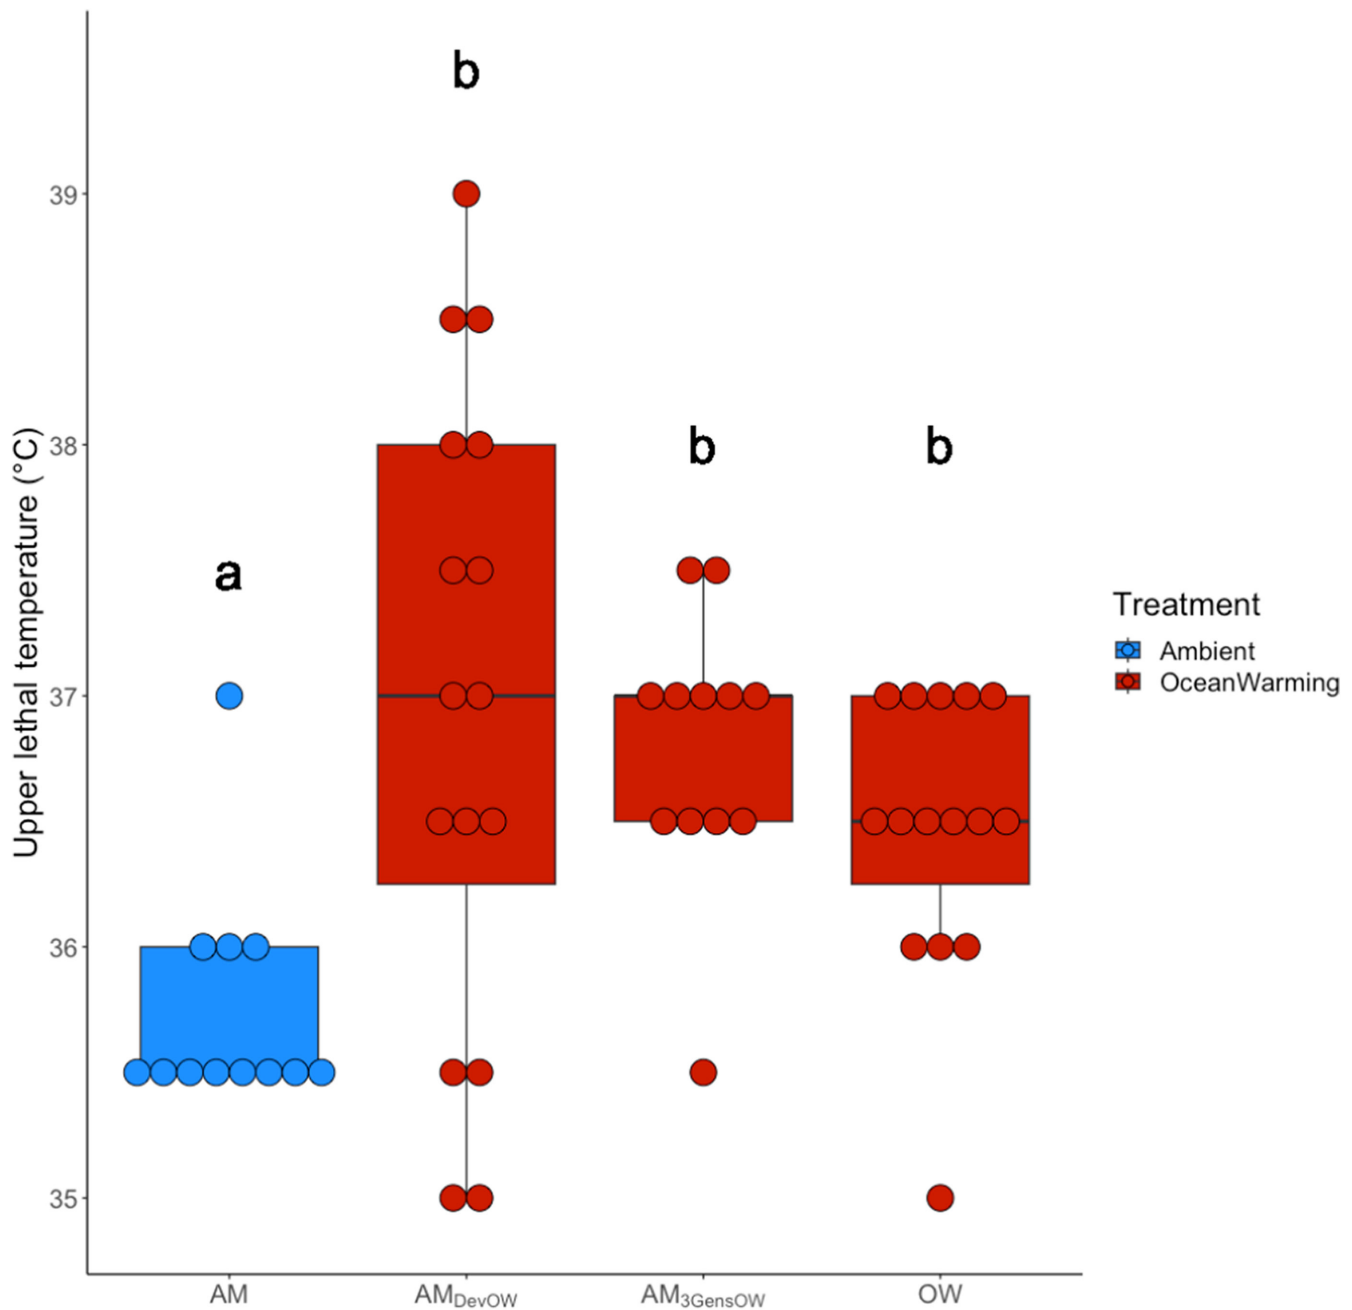 b
39
38
b
b
a
Upper lethal temperature (°C)
Treatment
Ambient
OceanWarming
37
36
35
AM
AMDevOW
AM3GensOW
OW